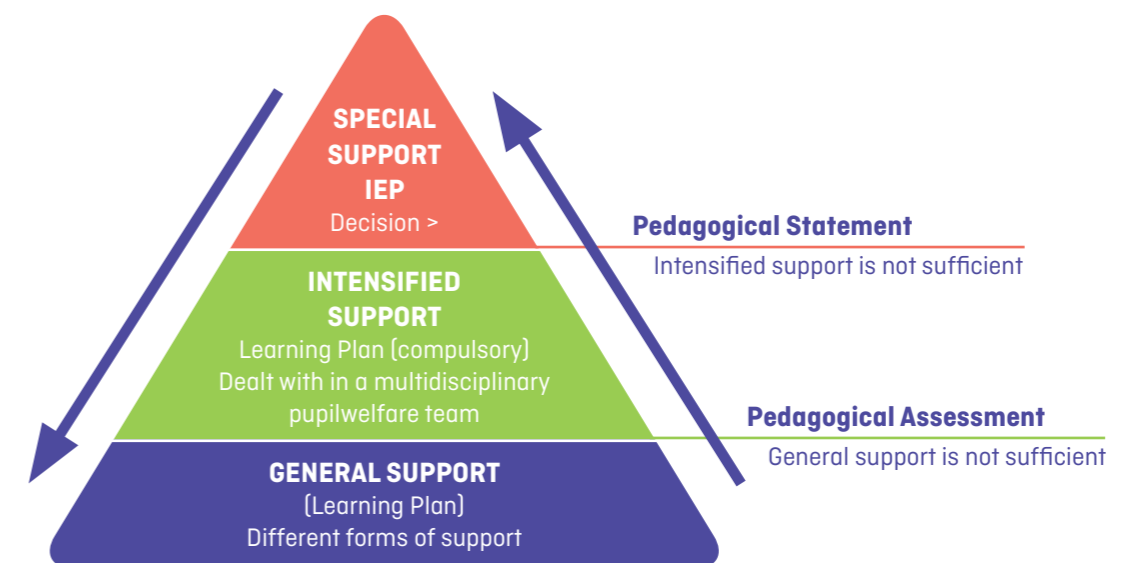 SPECIAL
SUPPORT
IEP
Decision >
Pedagogical Statement
Intensified support is not sufficient
INTENSIFIED
SUPPORT
Learning Plan (compulsory)
Dealt with in a multidisciplinary
pupilwelfare team
Pedagogical Assessment
General support is not sufficient
GENERAL SUPPORT
(Learning Plan)
Different forms of support